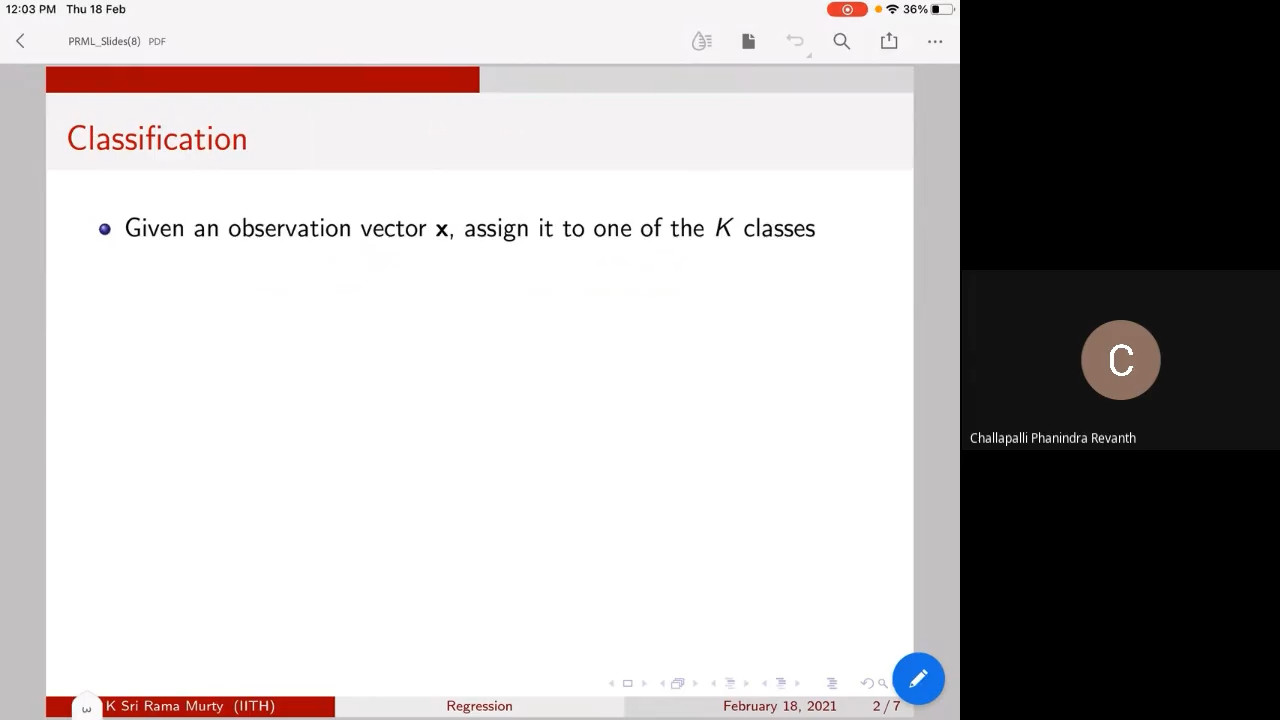 12:03 PM Thu 18 Feb
36%
PRML_Slides(8) PDF
Classification
Given an observation vector x, assign it to one of the K classes
C
Challapalli Phanindra Revanth
3
K Sri Rama Murty (IITH)
Regression
February 18, 2021
2 / 7